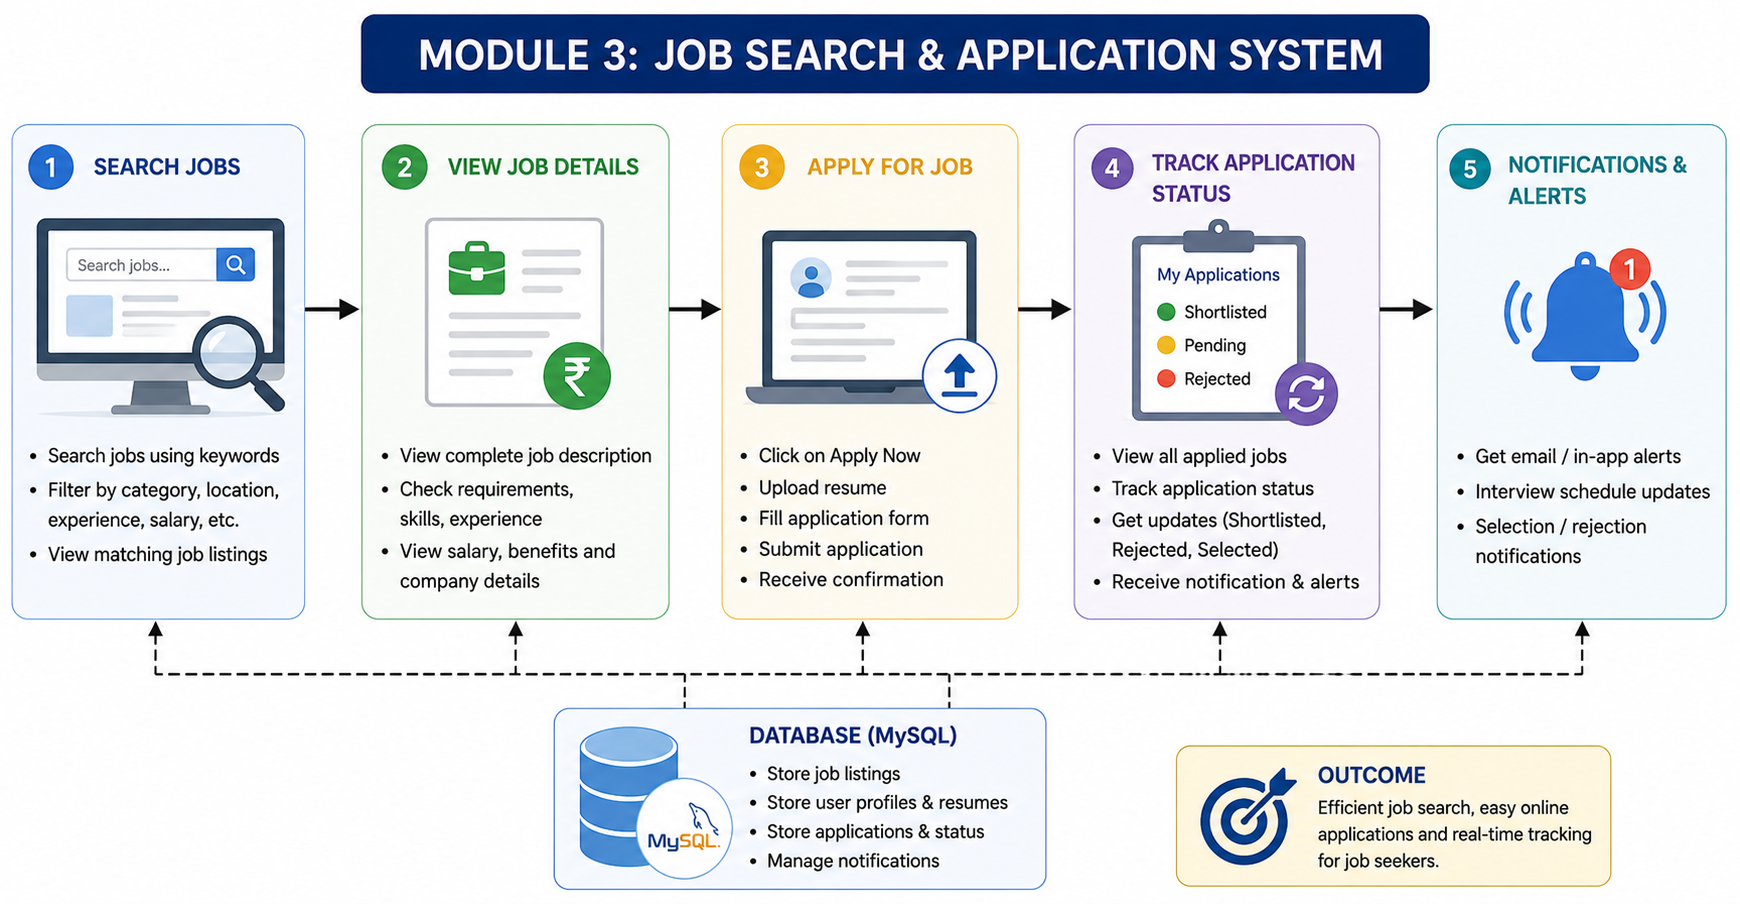 MODULE 3: JOB SEARCH & APPLICATION SYSTEM
1
SEARCH JOBS
Search jobs...
• Search jobs using keywords
• Filter by category, location,
experience, salary, etc.
• View matching job listings
2
VIEW JOB DETAILS
₹
• View complete job description
• Check requirements,
skills, experience
• View salary, benefits and
company details
3
APPLY FOR JOB
• Click on Apply Now
• Upload resume
• Fill application form
• Submit application
• Receive confirmation
4
TRACK APPLICATION
STATUS
My Applications
Shortlisted
Pending
Rejected
• View all applied jobs
• Track application status
• Get updates (Shortlisted,
Rejected, Selected)
• Receive notification & alerts
5
NOTIFICATIONS &
ALERTS
1
• Get email / in-app alerts
• Interview schedule updates
• Selection / rejection
notifications
DATABASE (MySQL)
MySQL.
• Store job listings
• Store user profiles & resumes
• Store applications & status
• Manage notifications
OUTCOME
Efficient job search, easy online
applications and real-time tracking
for job seekers.